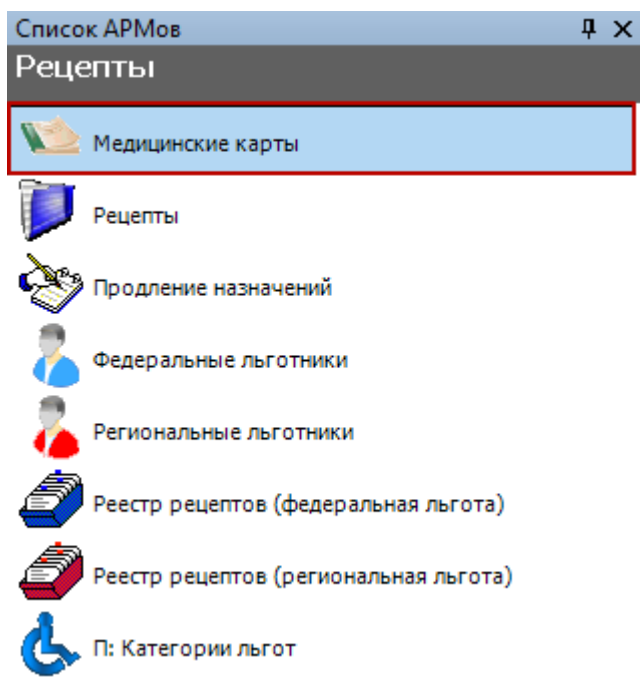 Список АРМов
Рецепты
Медицинские карты
Рецепты
Продление назначений
Федеральные льготники
Региональные льготники
Реестр рецептов (федеральная льгота)
Реестр рецептов (региональная льгота)
П: Категории льгот